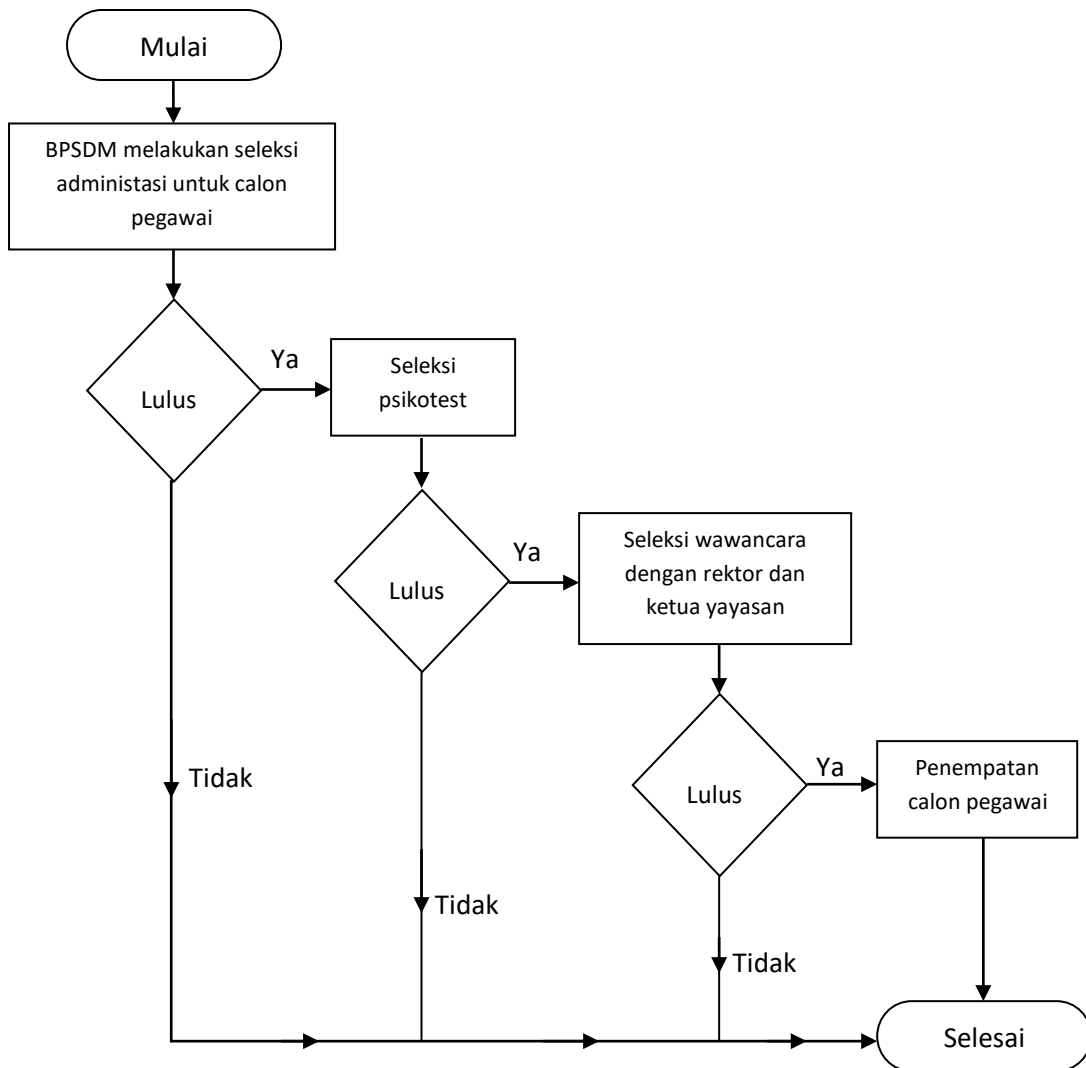 Mulai
BPSDM melakukan seleksi
administasi untuk calon
pegawai
Lulus
Ya
Seleksi
psikotest
Lulus
Ya
Seleksi wawancara
dengan rektor dan
ketua yayasan
Lulus
Ya
Penempatan
calon pegawai
Tidak
Tidak
Tidak
Selesai